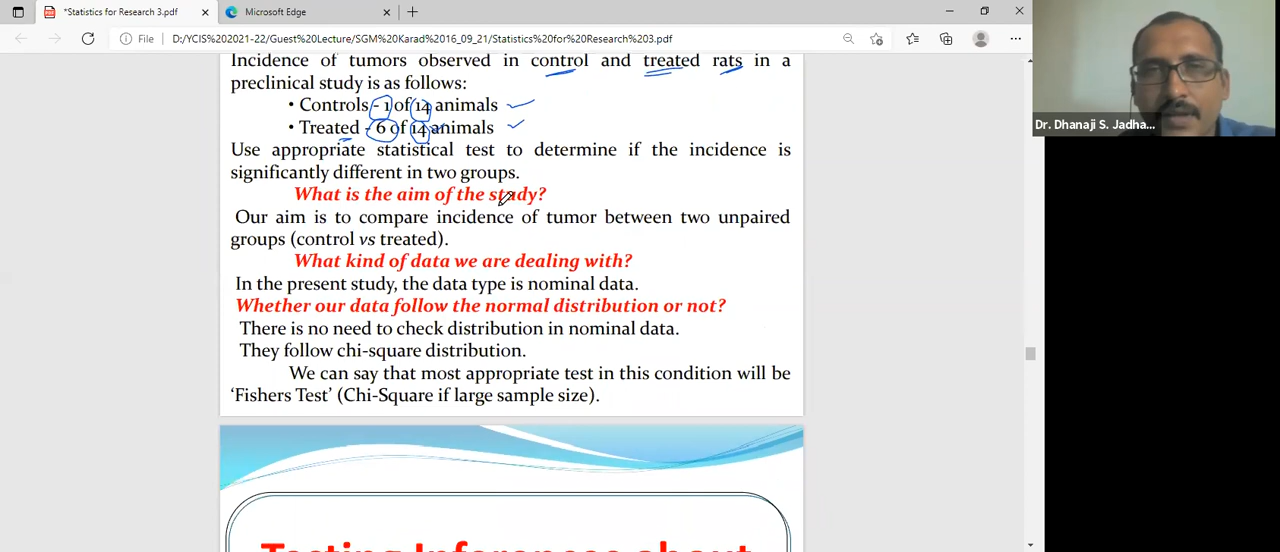 *Statistics for Research 3.pdf
Microsoft Edge
File
D:/YCIS%202021-22/Guest%20Lecture/SGM%20Karad%2016_09_21/Statistics%20for%20Research%203.pdf
Incidence of tumors observed in control and treated rats in a
preclinical study is as follows:
• Controls - 1 of 14 animals
• Treated - 6 of 14 animals
Use appropriate statistical test to determine if the incidence is
significantly different in two groups.
What is the aim of the study?
Our aim is to compare incidence of tumor between two unpaired
groups (control vs treated).
What kind of data we are dealing with?
In the present study, the data type is nominal data.
Whether our data follow the normal distribution or not?
There is no need to check distribution in nominal data.
They follow chi-square distribution.
We can say that most appropriate test in this condition will be
‘Fishers Test’ (Chi-Square if large sample size).
Testing Inferences about
Dr. Dhanaji S. Jadha...